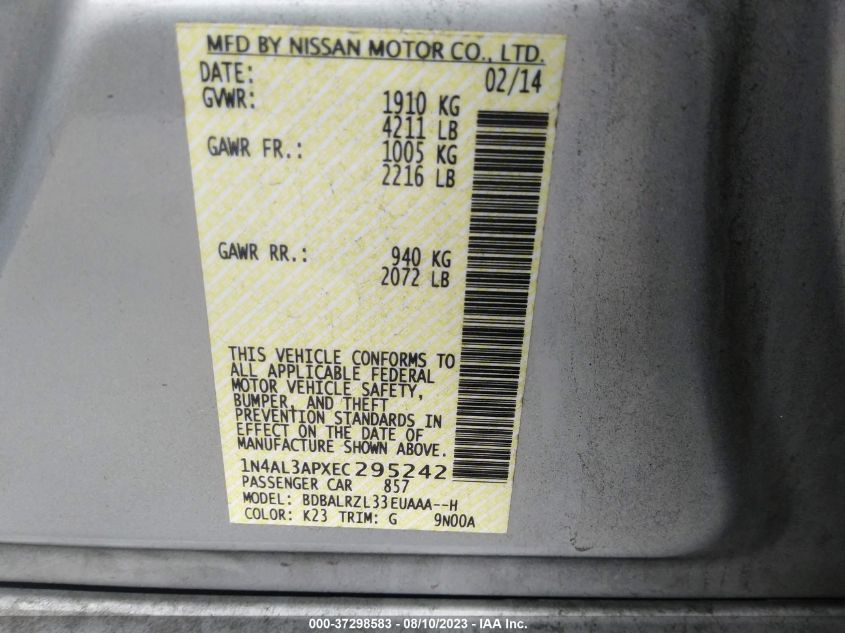 MFD BY NISSAN MOTOR CO., LTD.
DATE: 02/14
GVWR: 1910 KG
4211 LB
GAWR FR.: 1005 KG
2216 LB
GAWR RR.: 940 KG
2072 LB
THIS VEHICLE CONFORMS TO
ALL APPLICABLE FEDERAL
MOTOR VEHICLE SAFETY,
BUMPER, AND THEFT
PREVENTION STANDARDS IN
EFFECT ON THE DATE OF
MANUFACTURE SHOWN ABOVE.
1N4AL3APXEC295242
PASSENGER CAR 857
MODEL: BDBALRZL33EUAAA--H
COLOR: K23 TRIM: G 9N00A
000-37298583 - 08/10/2023 - IAA Inc.